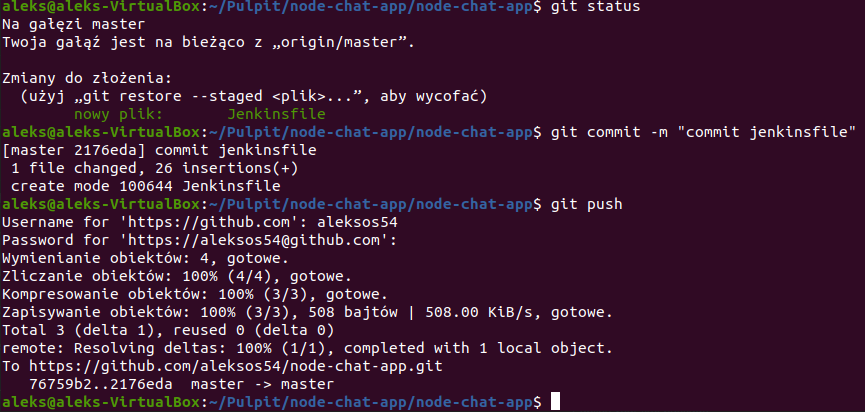 aleks@aleks-VirtualBox:~/Pulpit/node-chat-app/node-chat-app$ git status
Na gałęzi master
Twoja gałąź jest na bieżąco z „origin/master”.

Zmiany do złożenia:
  (użyj „git restore --staged <plik>...”, aby wycofać)
        nowy plik:       Jenkinsfile
aleks@aleks-VirtualBox:~/Pulpit/node-chat-app/node-chat-app$ git commit -m "commit jenkinsfile"
[master 2176eda] commit jenkinsfile
 1 file changed, 26 insertions(+)
 create mode 100644 Jenkinsfile
aleks@aleks-VirtualBox:~/Pulpit/node-chat-app/node-chat-app$ git push
Username for 'https://github.com': aleksos54
Password for 'https://aleksos54@github.com':
Wymienianie obiektów: 4, gotowe.
Zliczanie obiektów: 100% (4/4), gotowe.
Kompresowanie obiektów: 100% (3/3), gotowe.
Zapisywanie obiektów: 100% (3/3), 508 bajtów | 508.00 KiB/s, gotowe.
Total 3 (delta 1), reused 0 (delta 0)
remote: Resolving deltas: 100% (1/1), completed with 1 local object.
To https://github.com/aleksos54/node-chat-app.git
   76759b2..2176eda  master -> master
aleks@aleks-VirtualBox:~/Pulpit/node-chat-app/node-chat-app$